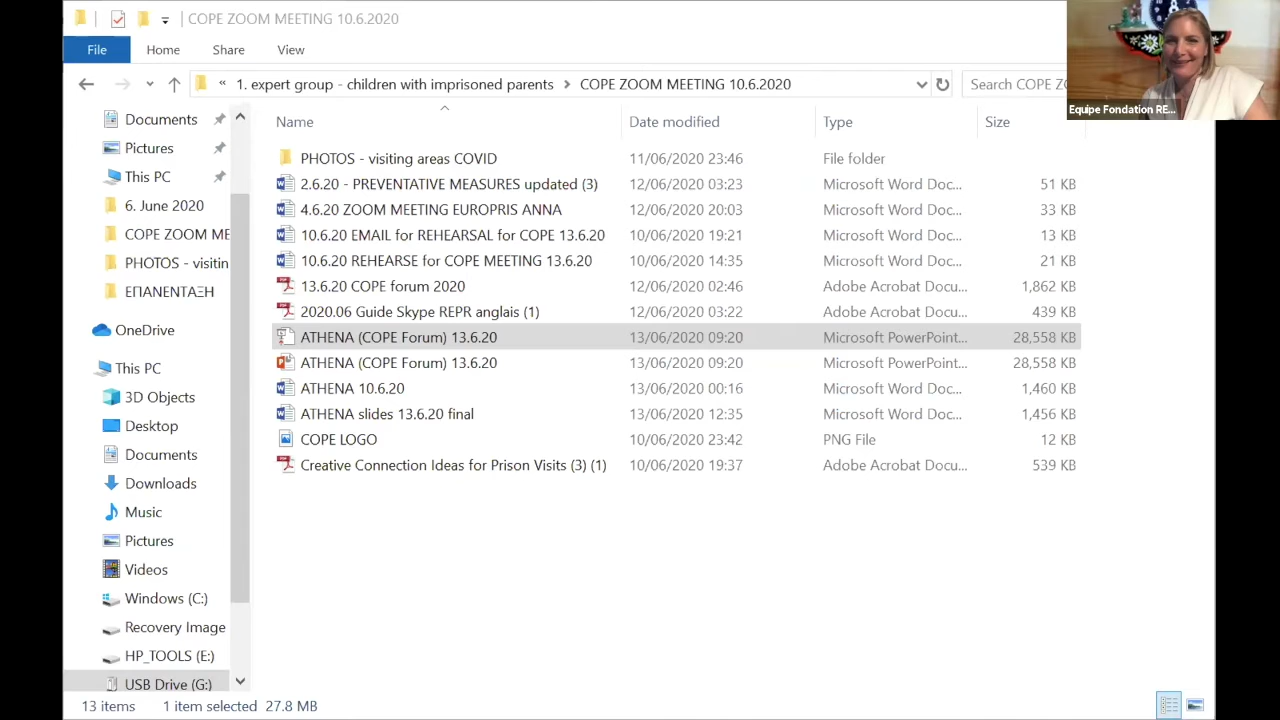 COPE ZOOM MEETING 10.6.2020
File Home Share View
« 1. expert group - children with imprisoned parents > COPE ZOOM MEETING 10.6.2020
Search COPE ZO
Equipe Fondation RE...
Name Date modified Type Size
Documents
Pictures
This PC
6. June 2020
COPE ZOOM ME
PHOTOS - visitin
ΕΠΑΝΕΝΤΑΞΗ
OneDrive
This PC
3D Objects
Desktop
Documents
Downloads
Music
Pictures
Videos
Windows (C:)
Recovery Image
HP_TOOLS (E:)
USB Drive (G:)
PHOTOS - visiting areas COVID 11/06/2020 23:46 File folder
2.6.20 - PREVENTATIVE MEASURES updated (3) 12/06/2020 03:23 Microsoft Word Doc... 51 KB
4.6.20 ZOOM MEETING EUROPRIS ANNA 12/06/2020 20:03 Microsoft Word Doc... 33 KB
10.6.20 EMAIL for REHEARSAL for COPE 13.6.20 10/06/2020 19:21 Microsoft Word Doc... 13 KB
10.6.20 REHEARSE for COPE MEETING 13.6.20 10/06/2020 14:35 Microsoft Word Doc... 21 KB
13.6.20 COPE forum 2020 12/06/2020 02:46 Adobe Acrobat Docu... 1,862 KB
2020.06 Guide Skype REPR anglais (1) 12/06/2020 03:22 Adobe Acrobat Docu... 439 KB
ATHENA (COPE Forum) 13.6.20 13/06/2020 09:20 Microsoft PowerPoint... 28,558 KB
ATHENA (COPE Forum) 13.6.20 13/06/2020 09:20 Microsoft PowerPoint... 28,558 KB
ATHENA 10.6.20 13/06/2020 00:16 Microsoft Word Doc... 1,460 KB
ATHENA slides 13.6.20 final 13/06/2020 12:35 Microsoft Word Doc... 1,456 KB
COPE LOGO 10/06/2020 23:42 PNG File 12 KB
Creative Connection Ideas for Prison Visits (3) (1) 10/06/2020 19:37 Adobe Acrobat Docu... 539 KB
13 items 1 item selected 27.8 MB